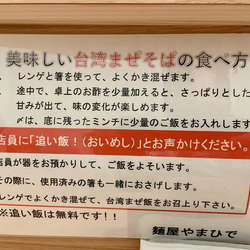 美味しい台湾まぜそばの食べ方
レンゲと箸を使って、よくかき混ぜます。
途中で、卓上のお酢を少量加えると、さっぱりとした
甘みが出て、味の変化が楽しめます。
〆は、底に残ったミンチに少量のご飯をお入れします
店員に「追い飯!(おいめし)」とお声かけください。
店員が器をお預かりして、ご飯をよそいます。
その際に、使用済みの箸も一緒におさげします。
レンゲで良く混ぜて、台湾まぜ飯をお召上り下さい。
※追い飯は無料です!!
麺屋やまひで